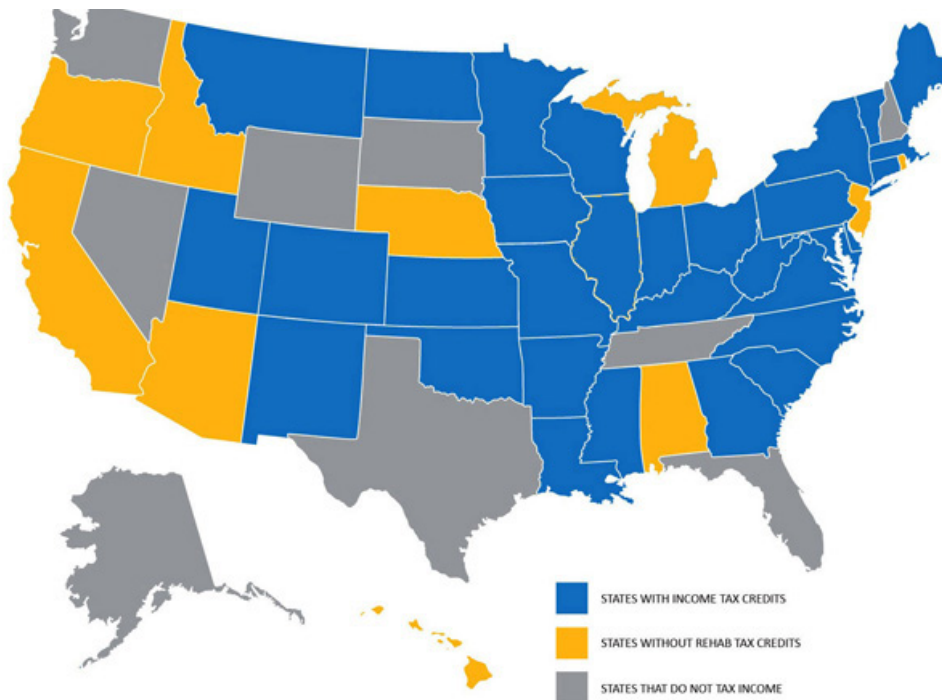 STATES WITH INCOME TAX CREDITS
STATES WITHOUT REHAB TAX CREDITS
STATES THAT DO NOT TAX INCOME